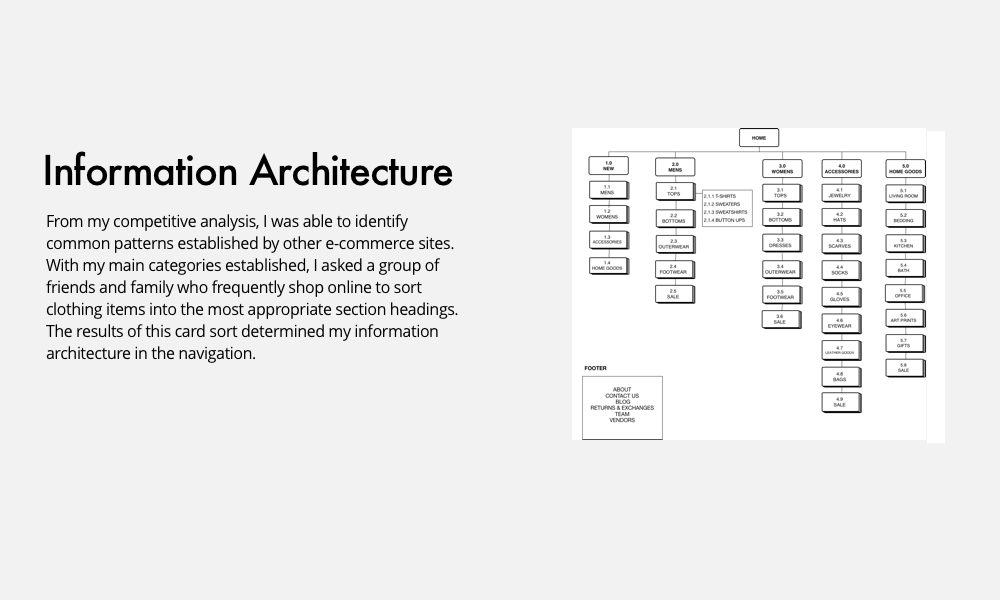 Information Architecture
From my competitive analysis, I was able to identify
common patterns established by other e-commerce sites.
With my main categories established, I asked a group of
friends and family who frequently shop online to sort
clothing items into the most appropriate section headings.
The results of this card sort determined my information
architecture in the navigation.
HOME
1.0
NEW
1.1
MENS
1.2
WOMENS
1.3
ACCESSORIES
1.4
HOME GOODS
2.0
MENS
2.1
TOPS
2.1.1 T-SHIRTS
2.1.2 SWEATERS
2.1.3 SWEATSHIRTS
2.1.4 BUTTON UPS
2.2
BOTTOMS
2.3
OUTERWEAR
2.4
FOOTWEAR
2.5
SALE
3.0
WOMENS
3.1
TOPS
3.2
BOTTOMS
3.3
DRESSES
3.4
OUTERWEAR
3.5
FOOTWEAR
3.6
SALE
4.0
ACCESSORIES
4.1
JEWELRY
4.2
HATS
4.3
SCARVES
4.4
SOCKS
4.5
GLOVES
4.6
EYEWEAR
4.7
LEATHER GOODS
4.8
BAGS
4.9
SALE
5.0
HOME GOODS
5.1
LIVING ROOM
5.2
BEDDING
5.3
KITCHEN
5.4
BATH
5.5
OFFICE
5.6
ART PRINTS
5.7
GIFTS
5.8
SALE
FOOTER
ABOUT
CONTACT US
BLOG
RETURNS & EXCHANGES
TEAM
VENDORS